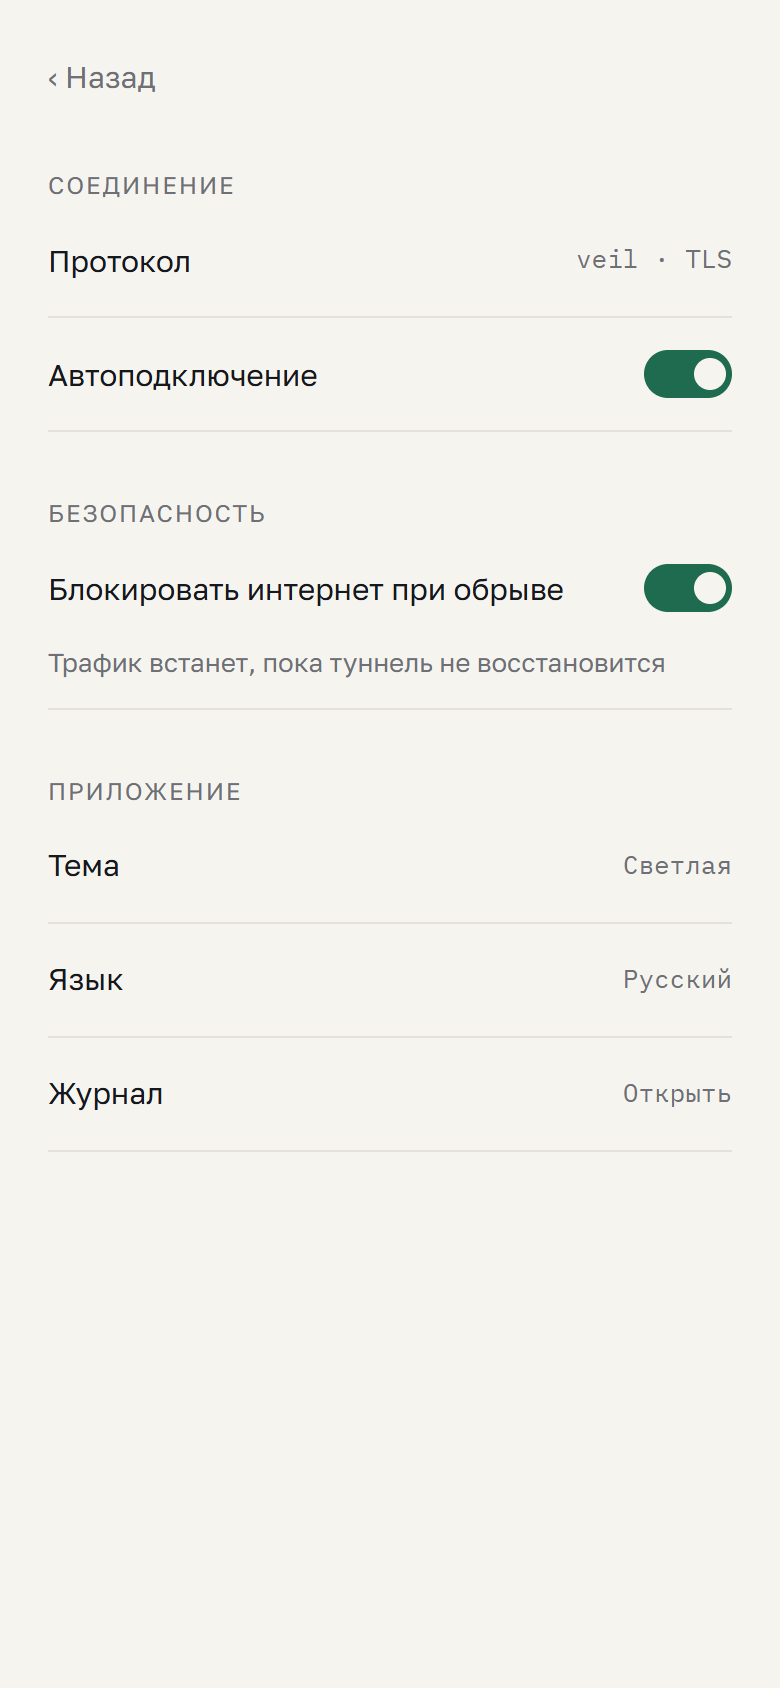 ‹ Назад
СОЕДИНЕНИЕ
Протокол veil · TLS
Автоподключение
БЕЗОПАСНОСТЬ
Блокировать интернет при обрыве
Трафик встанет, пока туннель не восстановится
ПРИЛОЖЕНИЕ
Тема Светлая
Язык Русский
Журнал Открыть